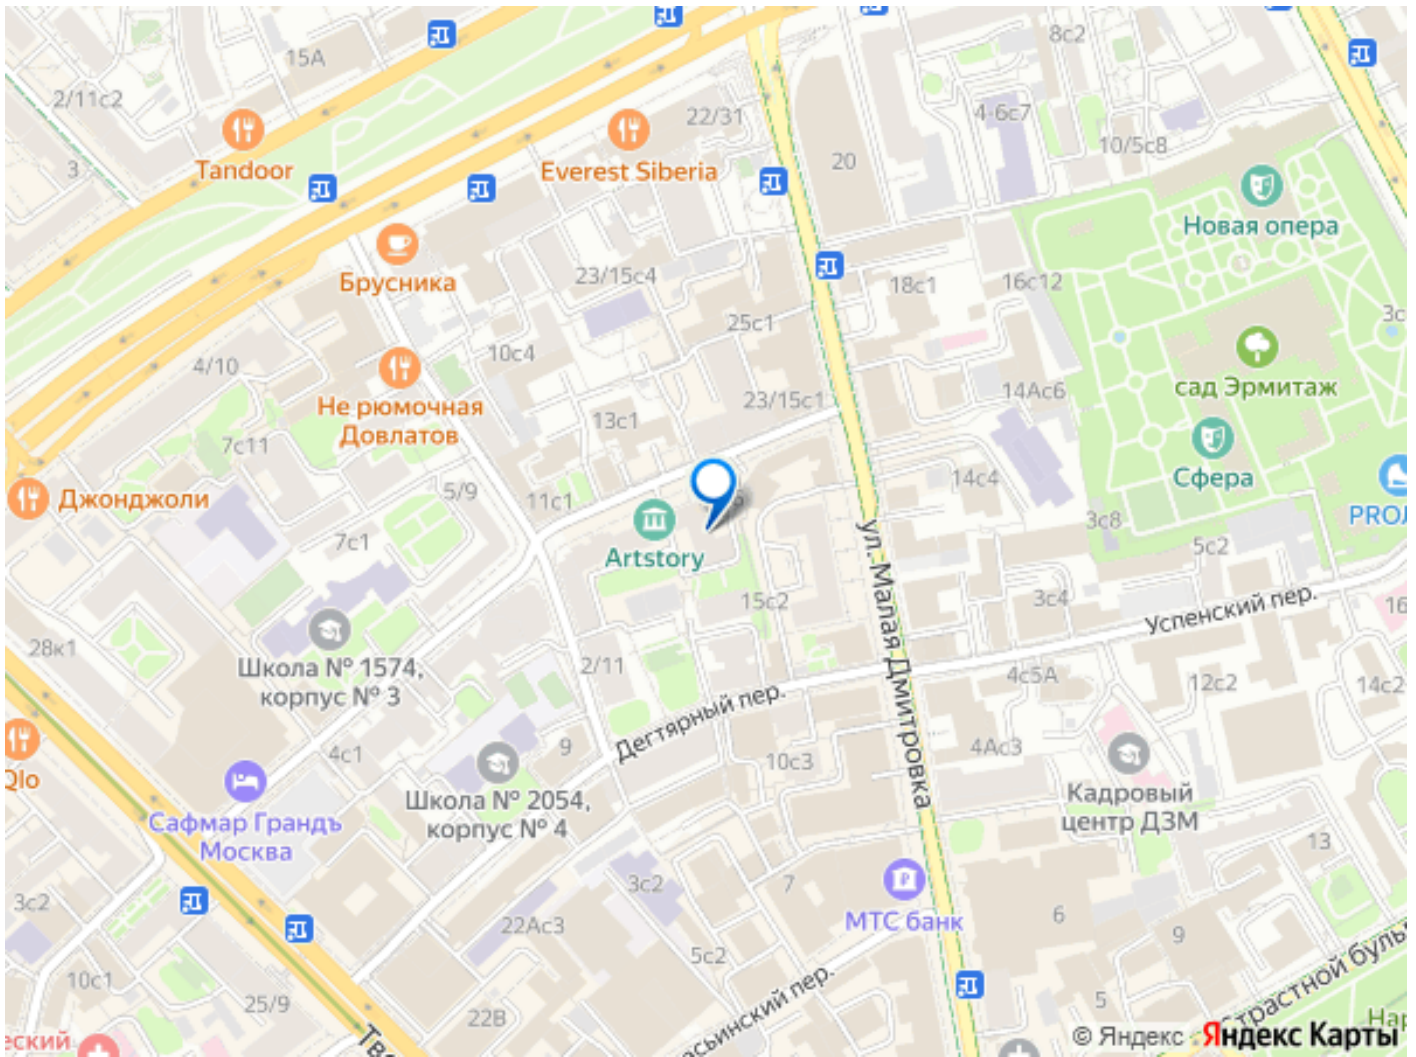 8с2
15А
2/11с2
4-6с7
22/31
10/5с8
20
3
Tandoor
Everest Siberia
Новая опера
Брусника
23/15с4
18с1
16с12
25с1
10с4
4/10
сад Эрмитаж
14Ас6
Не рюмочная
Довлатов
23/15с1
13с1
7с11
Джонджоли
5/9
11с1
14с4
Сфера
3с8
5с2
7с1
Artstory
15с2
3с4
Успенский пер.
ул. Малая Дмитровка
28к1
Школа № 1574,
корпус № 3
2/11
4с5А
12с2
14с2
16
Дегтярный пер.
4с1
9
10с3
4Ас3
Qlo
Школа № 2054,
корпус № 4
Кадровый
центр ДЗМ
Сафмар Грандъ
Москва
13
3с2
3с2
7
МТС банк
6
9
22Ас3
5с2
10с1
25/9
22В
5
© Яндекс
Яндекс Карты